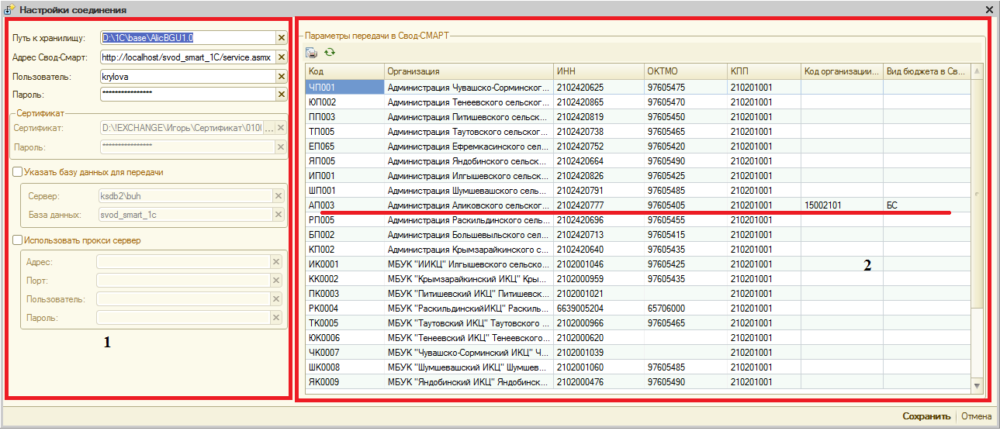 Настройки соединения
Путь к хранилищу: D:\1C\base\AlicBGU1.0
Адрес Свод-Смарт: http://localhost/svod_smart_1C/service.asmx
Пользователь: krylova
Пароль: ****************
Сертификат
Сертификат: D:\!EXCHANGE\Игорь\Сертификат\010
Пароль: ****************
Указать базу данных для передачи
Сервер: ksdb2\buh
База данных: svod_smart_1c
Использовать прокси сервер
Адрес:
Порт:
Пользователь:
Пароль:
1
Параметры передачи в Свод-СМАРТ
Код Организация ИНН ОКТМО КПП Код организации... Вид бюджета в Св...
ЧП001 Администрация Чувашско-Сорминског... 2102420625 97605475 210201001
ЮП002 Администрация Тенеевского сельског... 2102420865 97605470 210201001
ПП003 Администрация Питишевского сельск... 2102420819 97605450 210201001
ТП005 Администрация Таутовского сельског... 2102420738 97605465 210201001
ЕП065 Администрация Ефремкасинского сел... 2102420752 97605420 210201001
ЯП005 Администрация Яндобинского сельск... 2102420664 97605490 210201001
ИП001 Администрация Илгышевского сельск... 2102420826 97605425 210201001
ШП001 Администрация Шумшевашского сель... 2102420791 97605485 210201001
АП003 Администрация Аликовского сельског... 2102420777 97605405 210201001 15002101 БС
РП005 Администрация Раскильдинского сель... 2102420696 97605455 210201001
БП002 Администрация Большевыльского сел... 2102420713 97605415 210201001
КП002 Администрация Крымзарайкинского с... 2102420640 97605435 210201001
ИК0001 МБУК "ИИКЦ" Илгышевского сельско... 2102001046 97605425 210201001
КК0002 МБУК "Крымзарайкинский ИКЦ" Кры... 2102000959 97605435 210201001
ПК0003 МБУК "Питишевский ИКЦ" Питишевск... 2102001021 210201001
РК0004 МБУК "РаскильдинскийИКЦ" Раскиль... 6639005204 65706000 210201001
ТК0005 МБУК "Таутовский ИКЦ" Таутовского ... 2102000966 97605465 210201001
ЮК0006 МБУК "Тенеевский ИКЦ" Тенеевского... 2102000620 210201001
ЧК0007 МБУК "Чувашско-Сорминский ИКЦ" Ч... 2102001039 210201001
ШК0008 МБУК "Шумшевашский ИКЦ" Шумшев... 2102001060 97605485 210201001
ЯК0009 МБУК "Яндобинский ИКЦ" Яндобинск... 2102000476 97605490 210201001
2
Сохранить Отмена